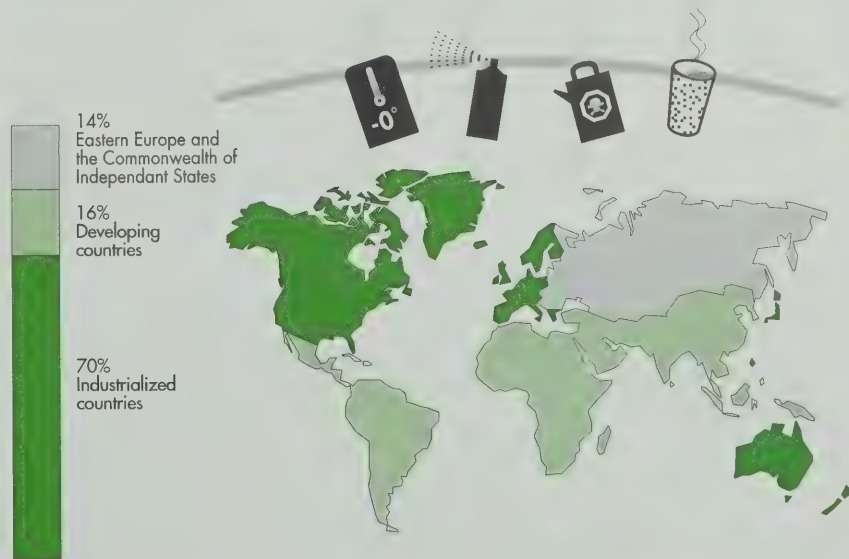 -0°
14%
Eastern Europe and
the Commonwealth of
Independant States
16%
Developing
countries
70%
Industrialized
countries